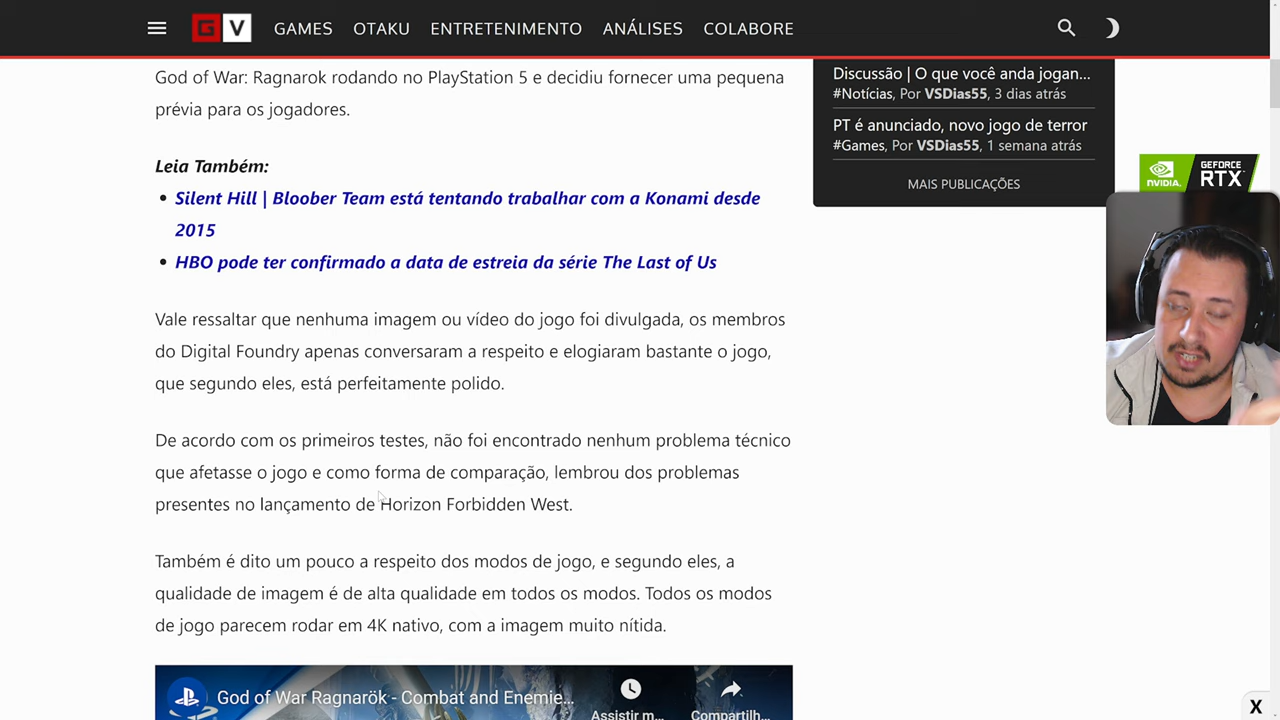 G V GAMES OTAKU ENTRETENIMENTO ANÁLISES COLABORE
God of War: Ragnarok rodando no PlayStation 5 e decidiu fornecer uma pequena
prévia para os jogadores.
Leia Também:
• Silent Hill | Bloober Team está tentando trabalhar com a Konami desde
2015
• HBO pode ter confirmado a data de estreia da série The Last of Us
Vale ressaltar que nenhuma imagem ou vídeo do jogo foi divulgada, os membros
do Digital Foundry apenas conversaram a respeito e elogiaram bastante o jogo,
que segundo eles, está perfeitamente polido.
De acordo com os primeiros testes, não foi encontrado nenhum problema técnico
que afetasse o jogo e como forma de comparação, lembrou dos problemas
presentes no lançamento de Horizon Forbidden West.
Também é dito um pouco a respeito dos modos de jogo, e segundo eles, a
qualidade de imagem é de alta qualidade em todos os modos. Todos os modos
de jogo parecem rodar em 4K nativo, com a imagem muito nítida.
God of War Ragnarök - Combat and Enemie...
Assistir m...
Compartilh...
Discussão | O que você anda jogan...
#Notícias, Por VSDias55, 3 dias atrás
PT é anunciado, novo jogo de terror
#Games, Por VSDias55, 1 semana atrás
MAIS PUBLICAÇÕES
NVIDIA.
GEFORCE
RTX
X